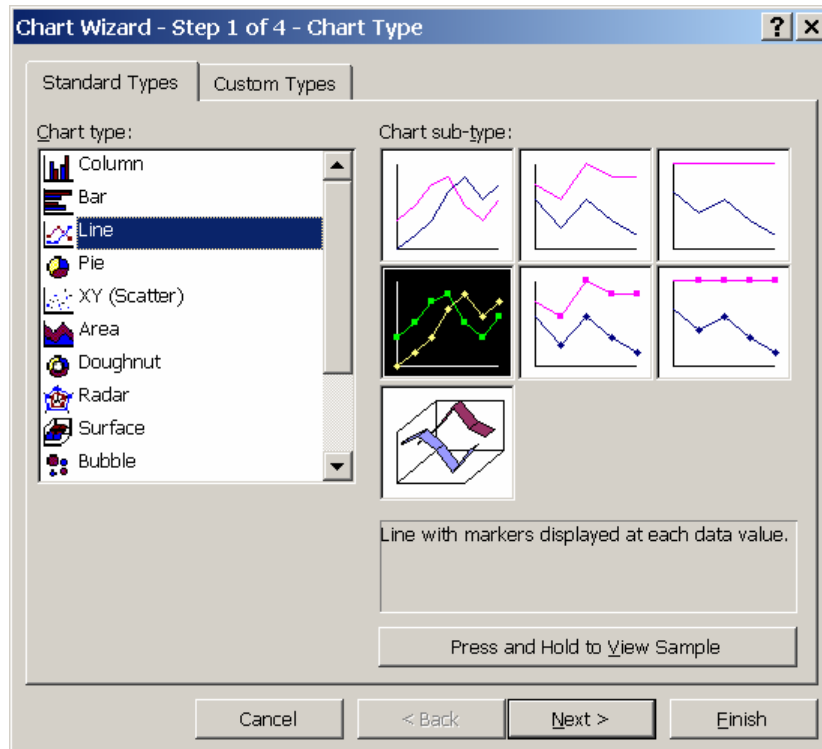 Chart Wizard - Step 1 of 4 - Chart Type
Standard Types
Custom Types
Chart type:
Column
Bar
Line
Pie
XY (Scatter)
Area
Doughnut
Radar
Surface
Bubble
Chart sub-type:
Line with markers displayed at each data value.
Press and Hold to View Sample
Cancel
< Back
Next >
Finish